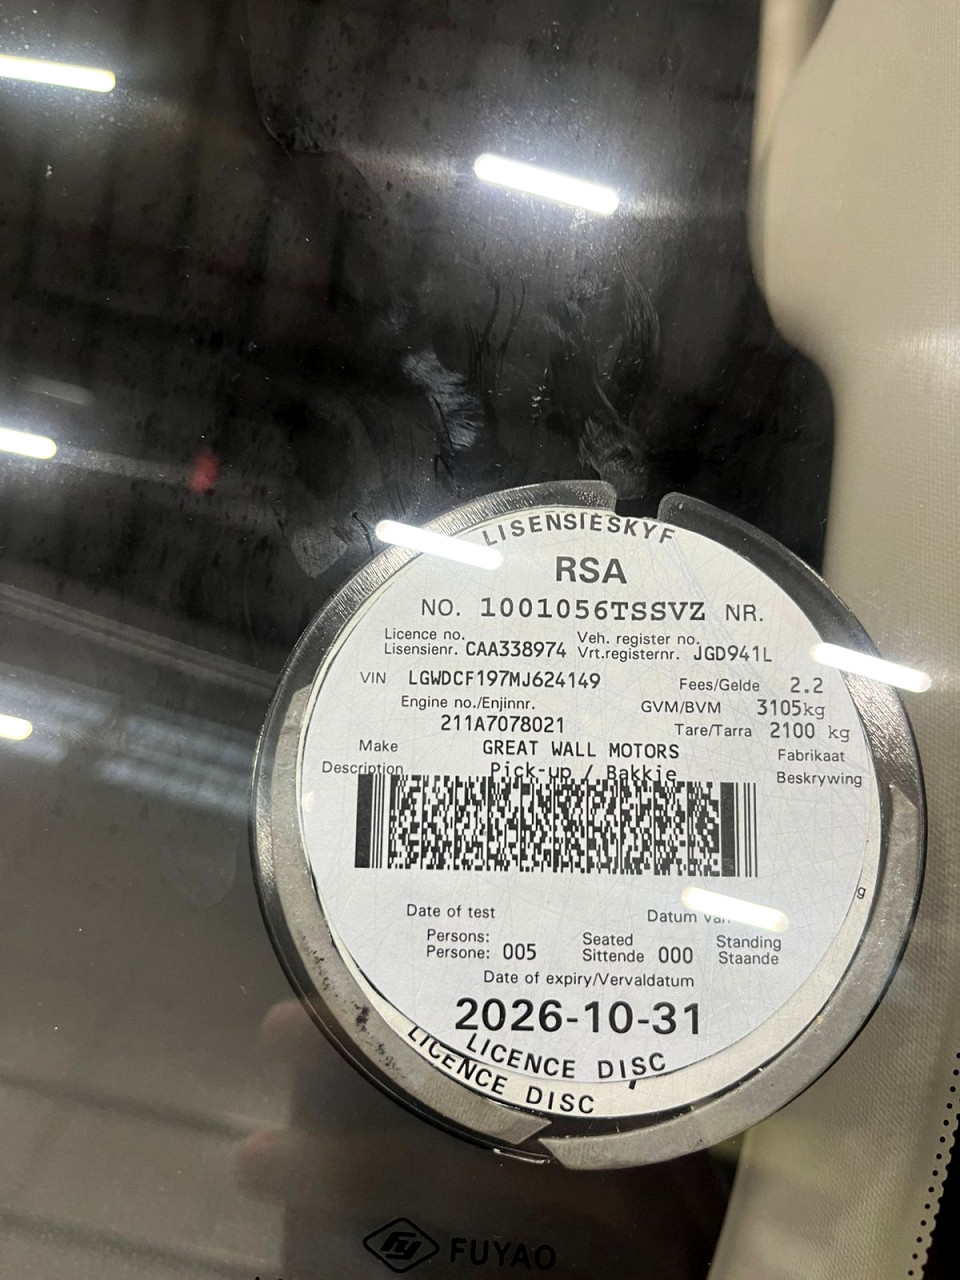 LISENSIESKYF
RSA
NO. 1001056TSSVZ NR.
Licence no. Veh. register no.
Lisensienr. CAA338974 Vrt.registernr. JGD941L
VIN LGWDCF197MJ624149 Fees/Gelde 2.2
Engine no./Enjinnr. GVM/BVM 3105kg
211A7078021 Tare/Tarra 2100 kg
Make GREAT WALL MOTORS Fabrikaat
Description Pick-up / Bakkie Beskrywing
g
Date of test Datum van
Persons: Seated Standing
Persone: 005 Sittende 000 Staande
Date of expiry/Vervaldatum
2026-10-31
LICENCE DISC
LICENCE DISC
FY FUYAO